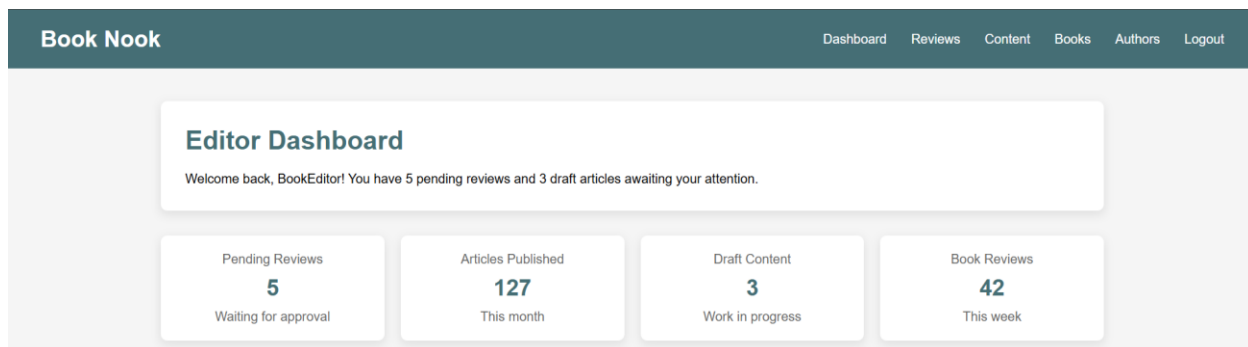 Book Nook
Dashboard Reviews Content Books Authors Logout
Editor Dashboard
Welcome back, BookEditor! You have 5 pending reviews and 3 draft articles awaiting your attention.
Pending Reviews
5
Waiting for approval
Articles Published
127
This month
Draft Content
3
Work in progress
Book Reviews
42
This week